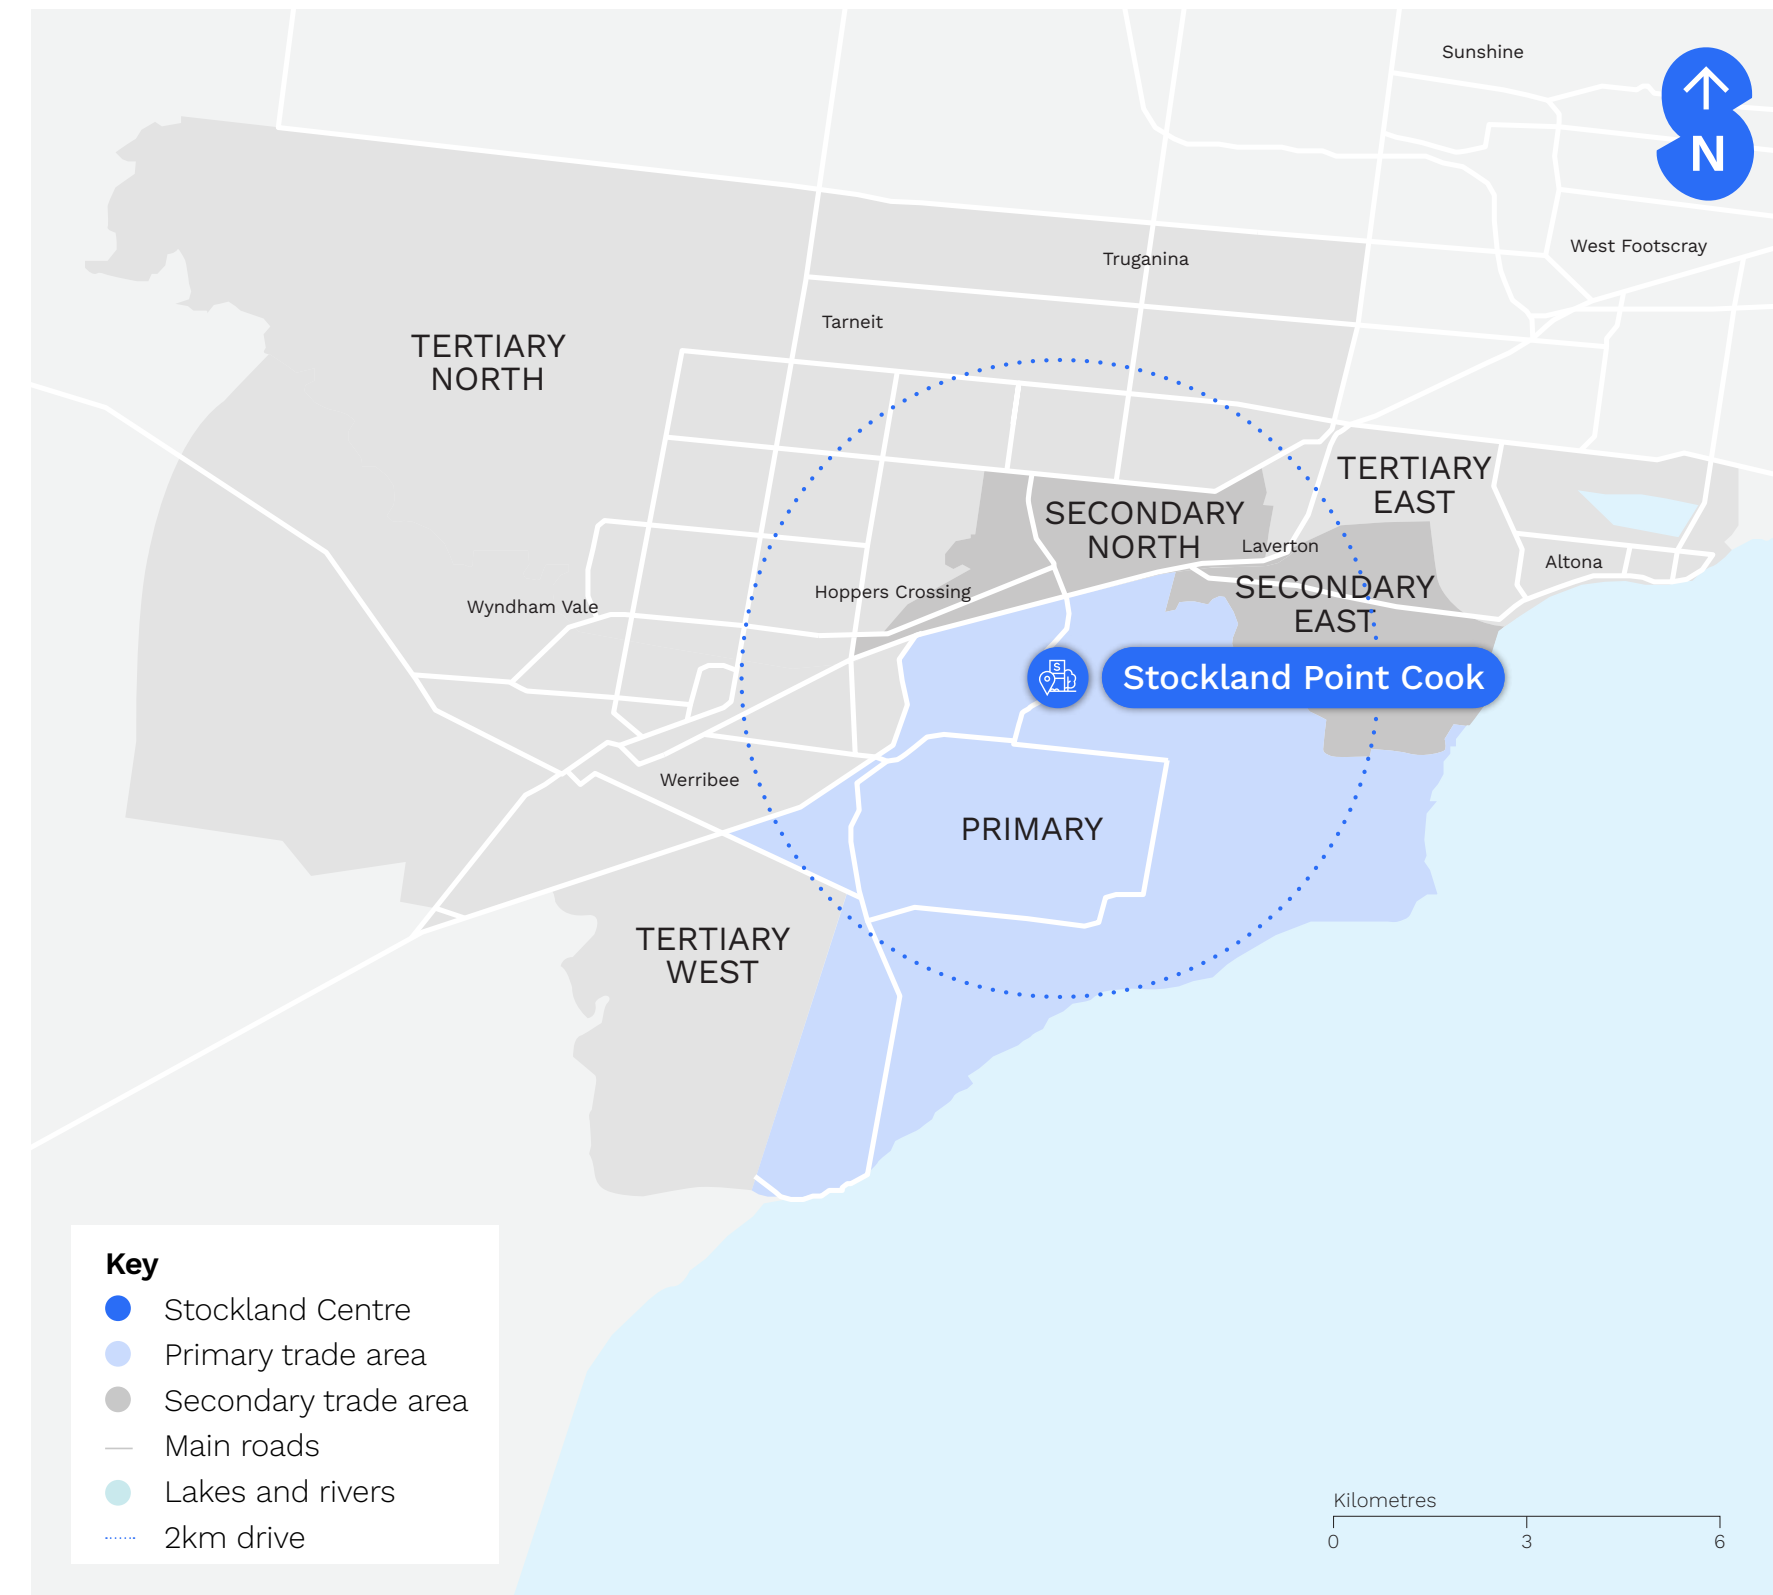 Sunshine
N
West Footscray
Truganina
Tarneit
TERTIARY
NORTH
TERTIARY
EAST
SECONDARY
NORTH
Laverton
Altona
Hoppers Crossing
SECONDARY
EAST
Wyndham Vale
S
Stockland Point Cook
Werribee
PRIMARY
TERTIARY
WEST
Key
Stockland Centre
Primary trade area
Secondary trade area
Main roads
Lakes and rivers
2km drive
Kilometres
0 3 6